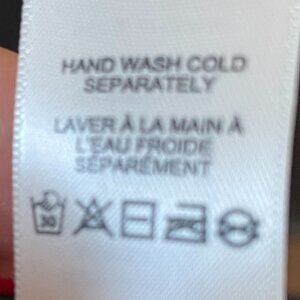 HAND WASH COLD
SEPARATELY
LAVER À LA MAIN À
L'EAU FROIDE
SÉPARÉMENT
30